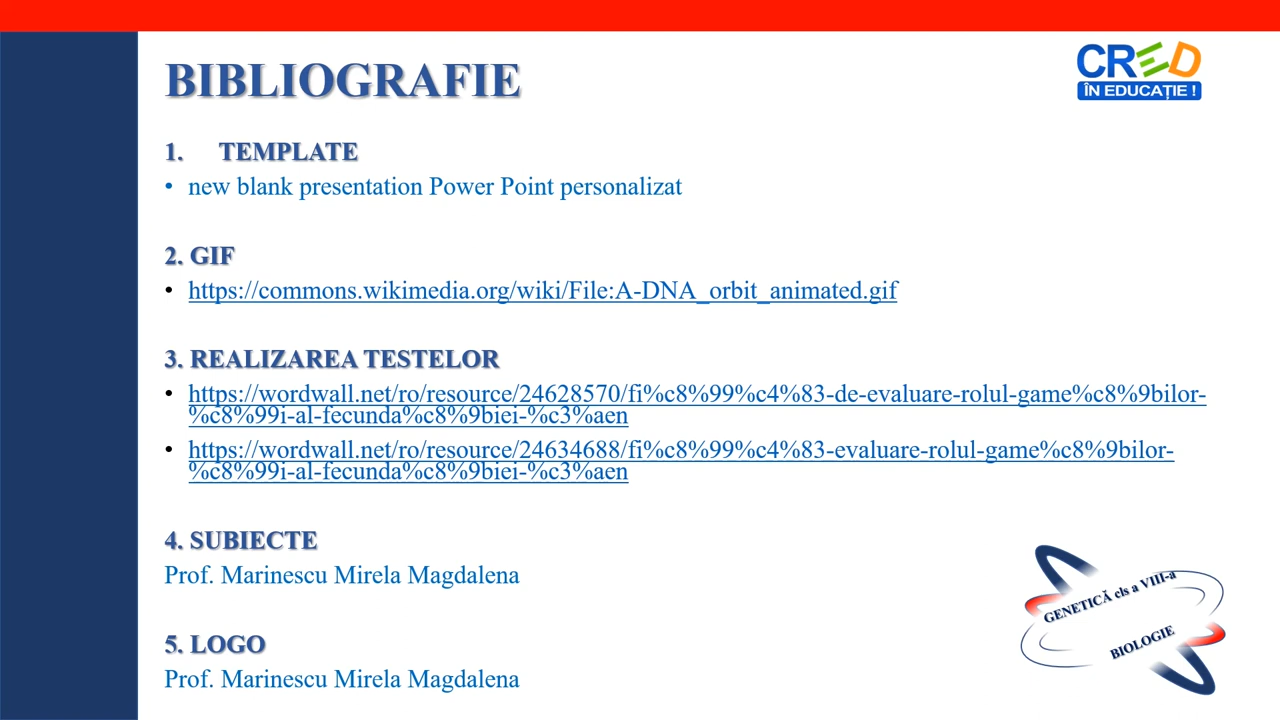 BIBLIOGRAFIE
CRED
ÎN EDUCAȚIE !
1. TEMPLATE
• new blank presentation Power Point personalizat
2. GIF
• https://commons.wikimedia.org/wiki/File:A-DNA_orbit_animated.gif
3. REALIZAREA TESTELOR
• https://wordwall.net/ro/resource/24628570/fi%c8%99%c4%83-de-evaluare-rolul-game%c8%9bilor-
%c8%99i-al-fecunda%c8%9biei-%c3%aen
• https://wordwall.net/ro/resource/24634688/fi%c8%99%c4%83-evaluare-rolul-game%c8%9bilor-
%c8%99i-al-fecunda%c8%9biei-%c3%aen
4. SUBIECTE
Prof. Marinescu Mirela Magdalena
5. LOGO
Prof. Marinescu Mirela Magdalena
GENETICĂ cls a VIII-a
BIOLOGIE